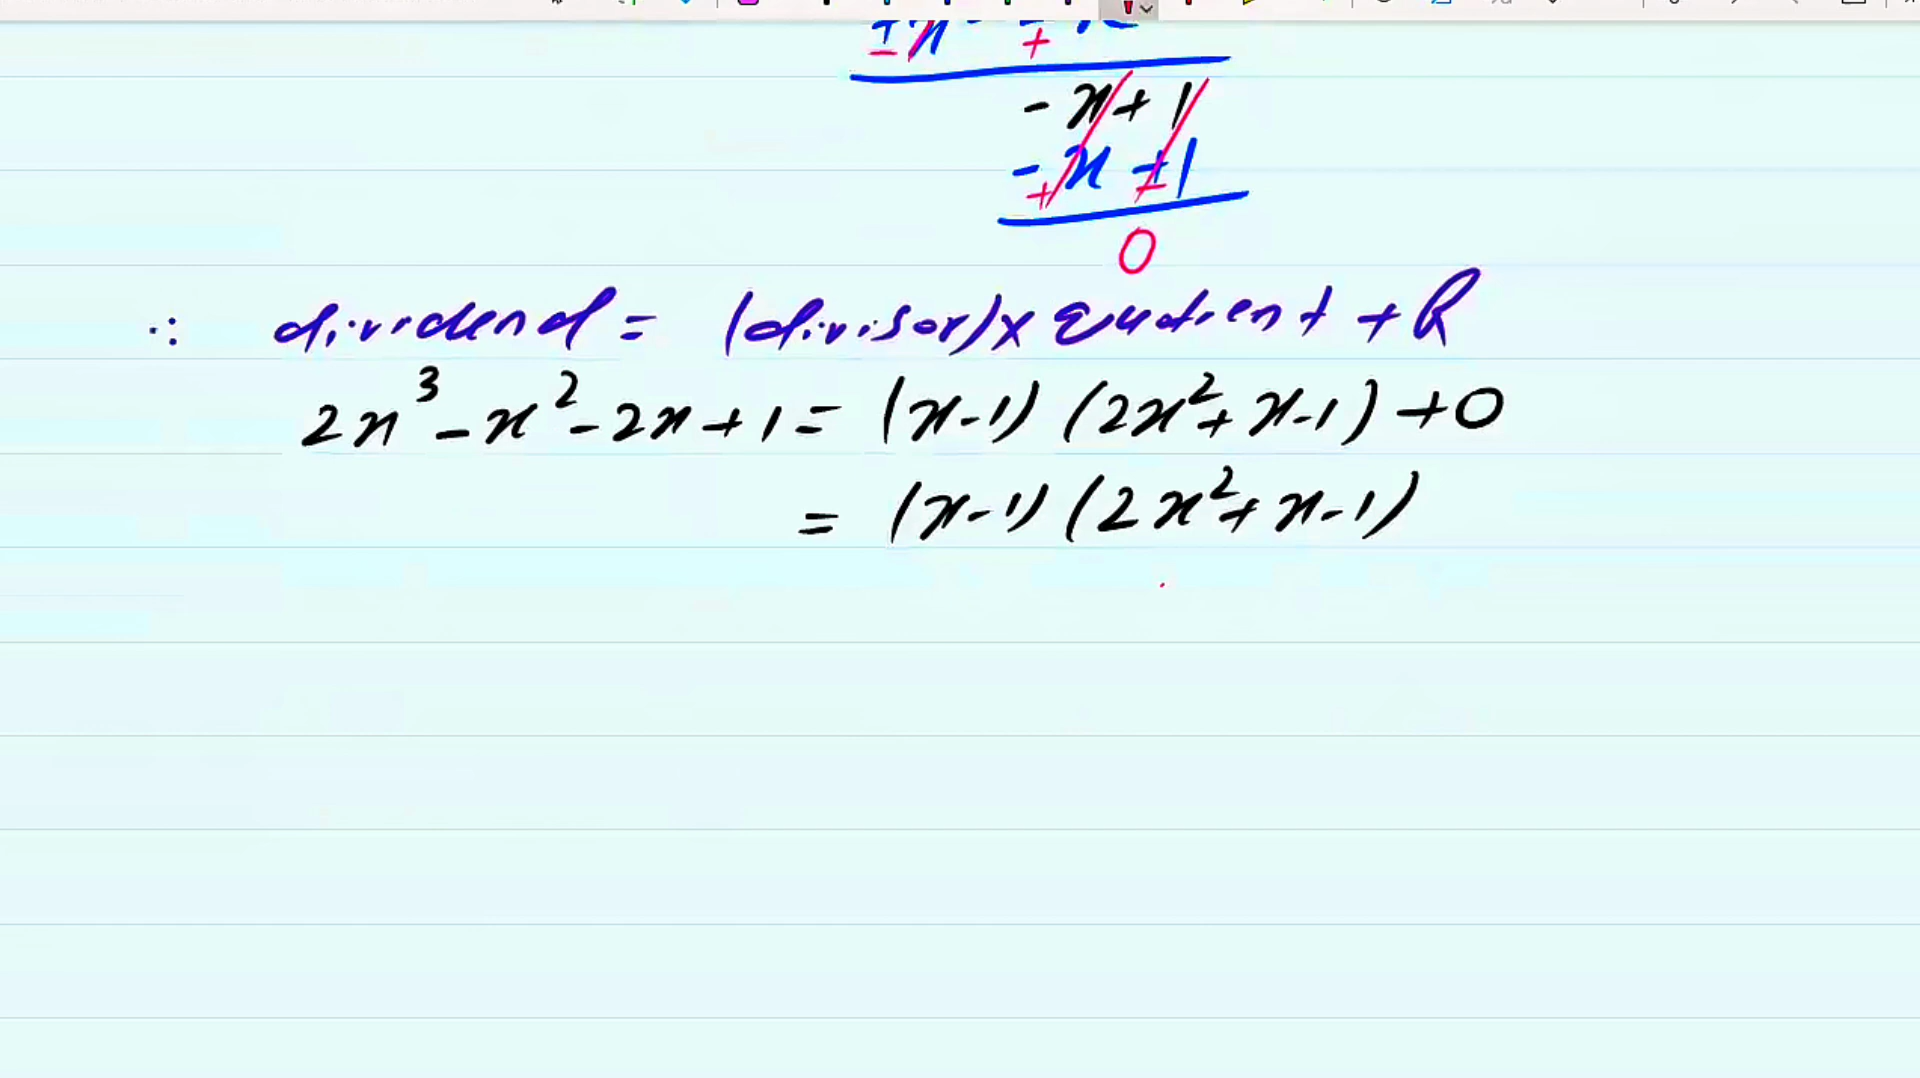 - x + 1
- x + 1
0
∴ dividend = (divisor) x Quotient + R
2x³ - x² - 2x + 1 = (x-1) (2x² + x-1) + 0
= (x-1) (2x² + x-1)